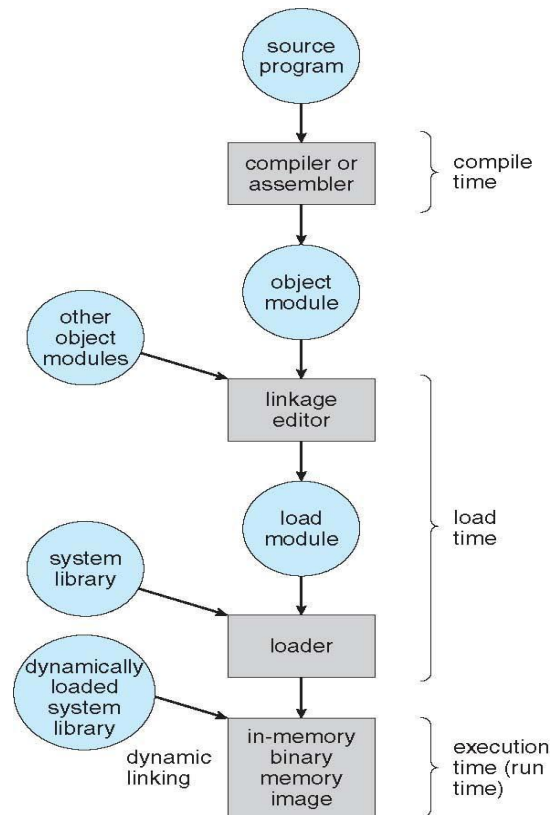 source
program
compiler or
assembler
compile
time
object
module
other
object
modules
linkage
editor
load
module
load
time
system
library
loader
dynamically
loaded
system
library
dynamic
linking
in-memory
binary
memory
image
execution
time (run
time)